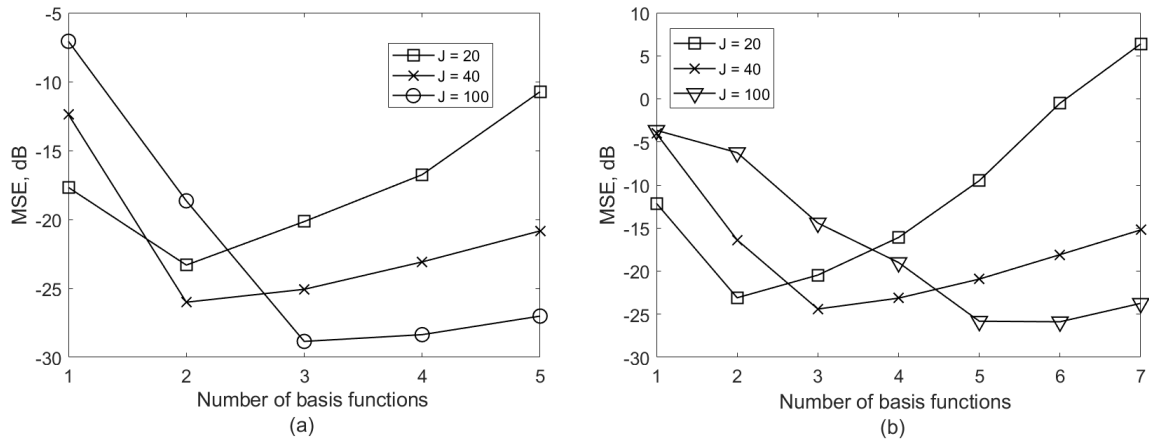 -5
-10
-15
-20
-25
-30
MSE, dB
J = 20
J = 40
J = 100
1 2 3 4 5
Number of basis functions
(a)
10
5
0
-5
-10
-15
-20
-25
-30
MSE, dB
J = 20
J = 40
J = 100
1 2 3 4 5 6 7
Number of basis functions
(b)